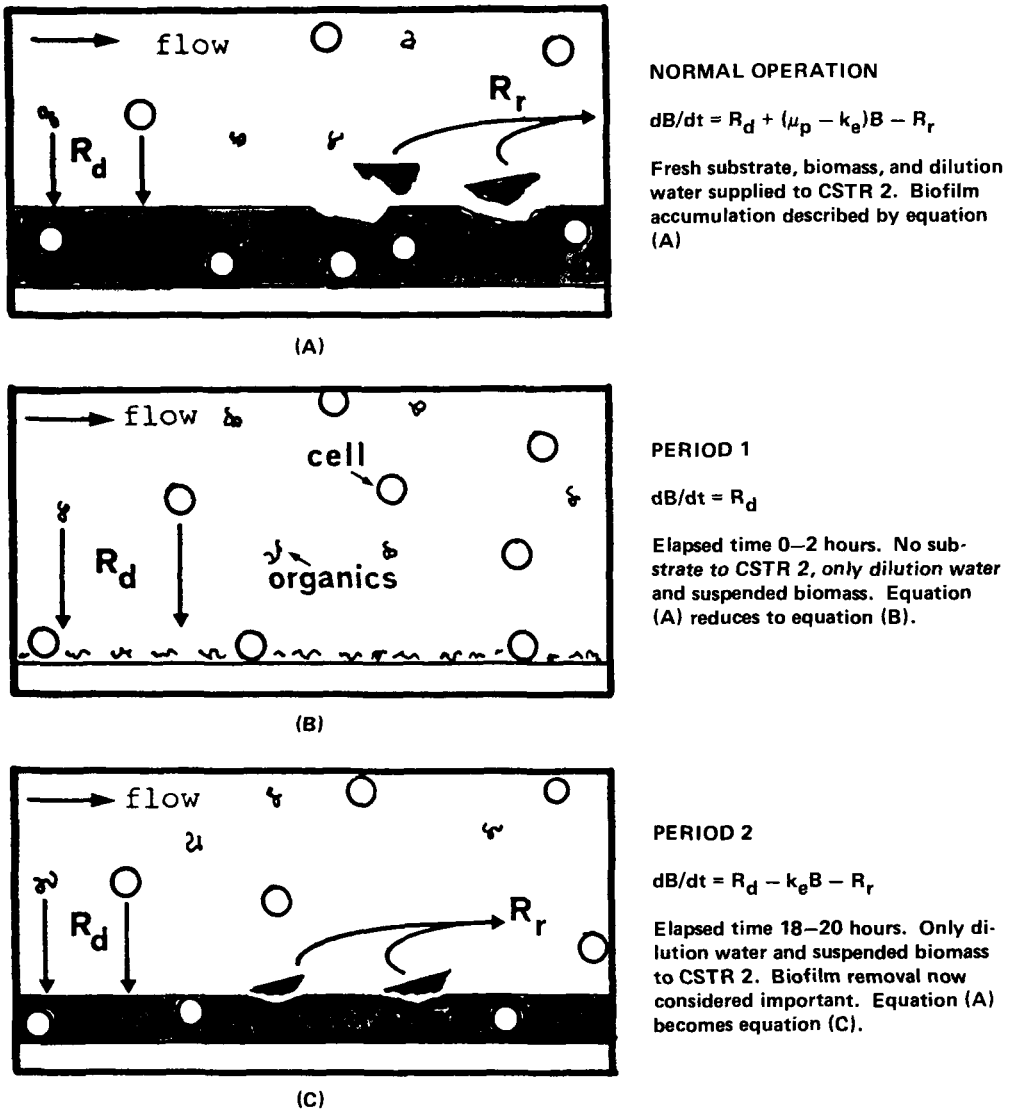 flow
R_r
R_d
NORMAL OPERATION
dB/dt = R_d + (μ_p − k_e)B − R_r
Fresh substrate, biomass, and dilution
water supplied to CSTR 2. Biofilm
accumulation described by equation
(A)
(A)
flow
cell
R_d
organics
PERIOD 1
dB/dt = R_d
Elapsed time 0–2 hours. No sub-
strate to CSTR 2, only dilution water
and suspended biomass. Equation
(A) reduces to equation (B).
(B)
flow
R_d
R_r
PERIOD 2
dB/dt = R_d − k_eB − R_r
Elapsed time 18–20 hours. Only di-
lution water and suspended biomass
to CSTR 2. Biofilm removal now
considered important. Equation (A)
becomes equation (C).
(C)